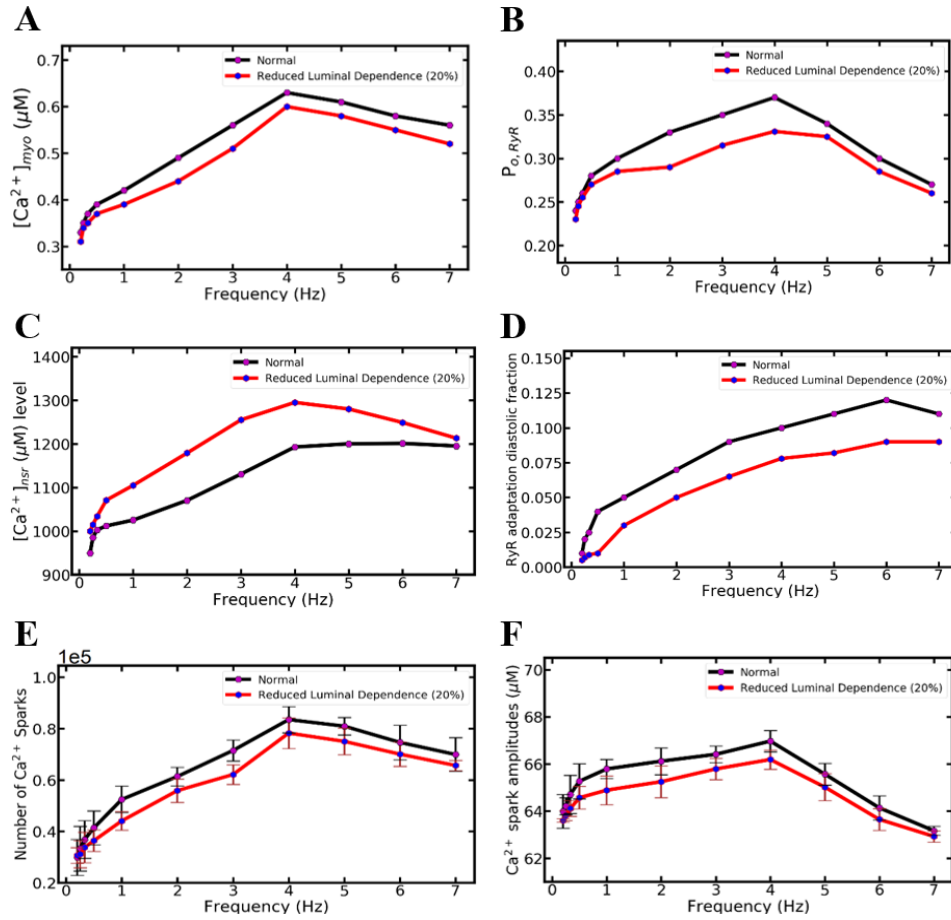 A
[Ca²⁺]myo (μM)
0.7
0.6
0.5
0.4
0.3
Normal
Reduced Luminal Dependence (20%)
0 1 2 3 4 5 6 7
Frequency (Hz)
B
Po, RyR
0.40
0.35
0.30
0.25
0.20
Normal
Reduced Luminal Dependence (20%)
0 1 2 3 4 5 6 7
Frequency (Hz)
C
[Ca²⁺]nsr (μM) level
1400
1300
1200
1100
1000
900
Normal
Reduced Luminal Dependence (20%)
0 1 2 3 4 5 6 7
Frequency (Hz)
D
RyR adaptation diastolic fraction
0.150
0.125
0.100
0.075
0.050
0.025
0.000
Normal
Reduced Luminal Dependence (20%)
0 1 2 3 4 5 6 7
Frequency (Hz)
E
1e5
Number of Ca²⁺ Sparks
1.0
0.8
0.6
0.4
0.2
Normal
Reduced Luminal Dependence (20%)
0 1 2 3 4 5 6 7
Frequency (Hz)
F
Ca²⁺ spark amplitudes (μM)
70
68
66
64
62
Normal
Reduced Luminal Dependence (20%)
0 1 2 3 4 5 6 7
Frequency (Hz)